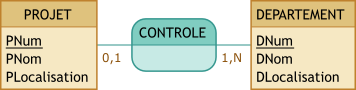 PROJET
PNum
PNom
PLocalisation
0,1
CONTROLE
1,N
DEPARTEMENT
DNum
DNom
DLocalisation